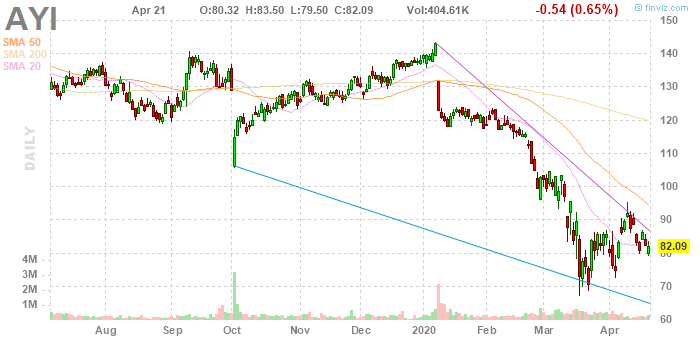 © finviz.com
AYI Apr 21 O:80.32 H:83.50 L:79.50 C:82.09 Vol:404.61K -0.54 (0.65%)
SMA 50
SMA 200
SMA 20
DAILY
150
140
130
120
110
100
90
82.09
80
70
60
4M
3M
2M
1M
Aug Sep Oct Nov Dec 2020 Feb Mar Apr